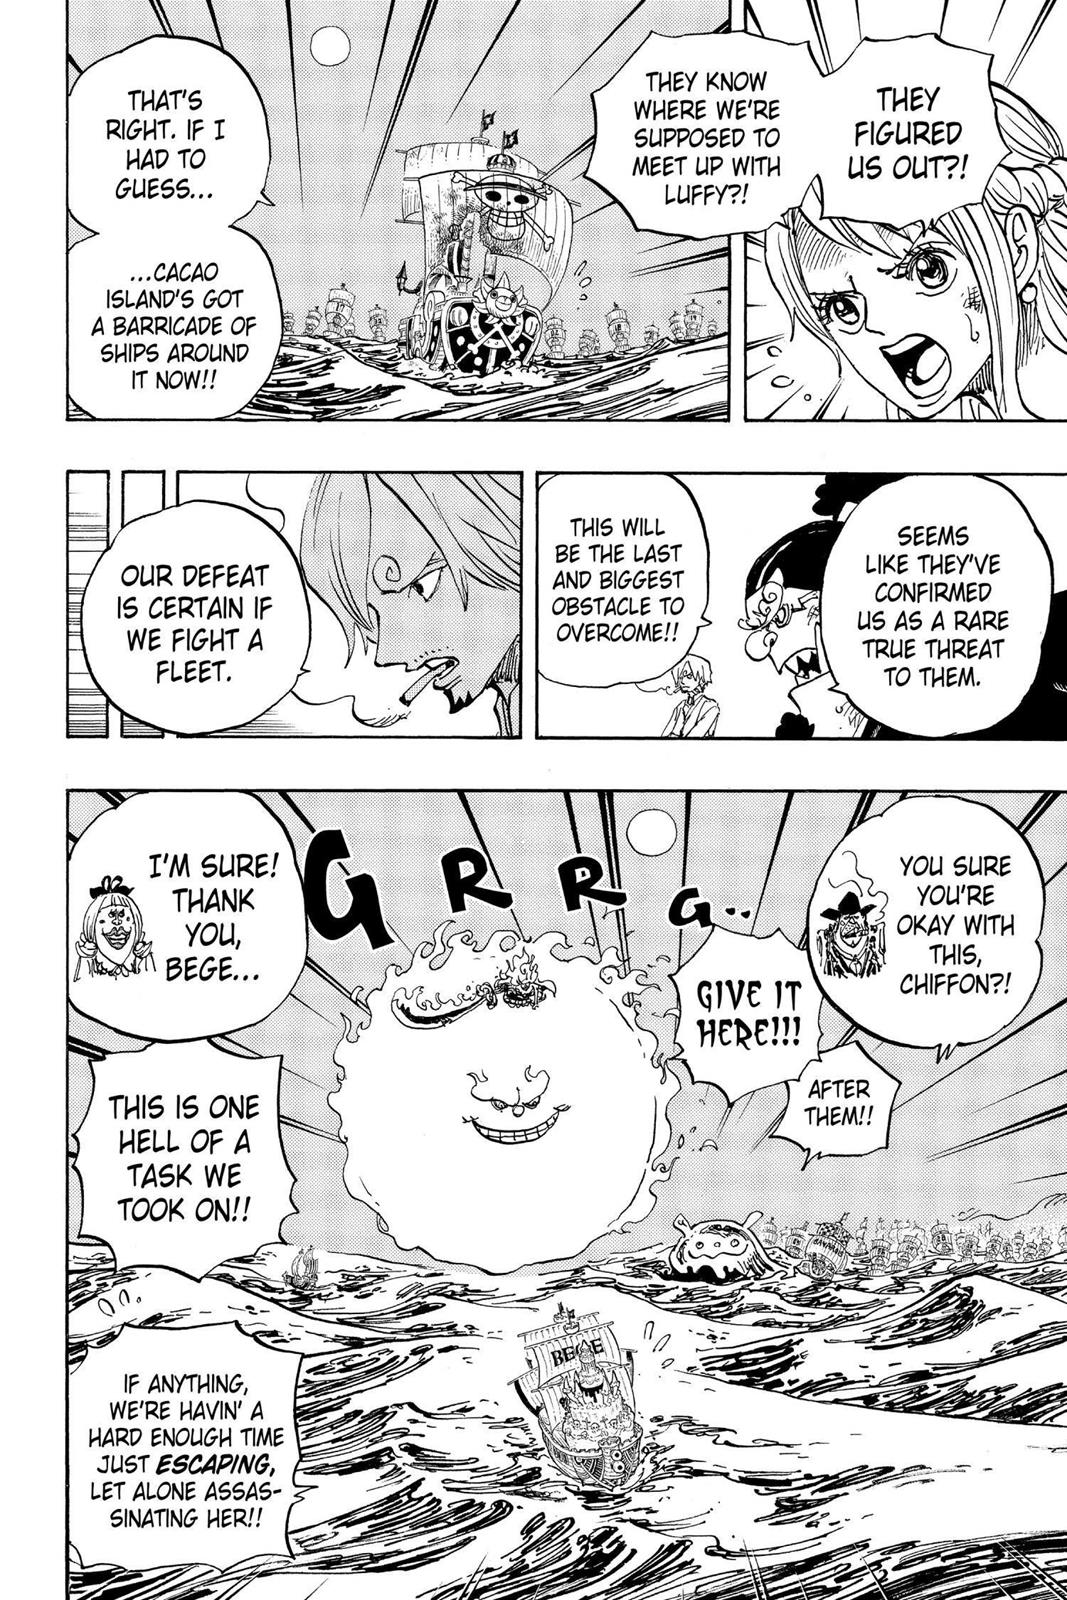 THEY
FIGURED
US OUT?!
THEY KNOW
WHERE WE'RE
SUPPOSED TO
MEET UP WITH
LUFFY?!
THAT'S
RIGHT. IF I
HAD TO
GUESS...
...CACAO
ISLAND'S GOT
A BARRICADE OF
SHIPS AROUND
IT NOW!!
SEEMS
LIKE THEY'VE
CONFIRMED
US AS A RARE
TRUE THREAT
TO THEM.
THIS WILL
BE THE LAST
AND BIGGEST
OBSTACLE TO
OVERCOME!!
OUR DEFEAT
IS CERTAIN IF
WE FIGHT A
FLEET.
YOU SURE
YOU'RE
OKAY WITH
THIS,
CHIFFON?!
GIVE IT
HERE!!!
AFTER
THEM!!
GRRG..
I'M SURE!
THANK
YOU,
BEGE...
THIS IS ONE
HELL OF A
TASK WE
TOOK ON!!
IF ANYTHING,
WE'RE HAVIN' A
HARD ENOUGH TIME
JUST ESCAPING,
LET ALONE ASSAS-
SINATING HER!!
BEGE